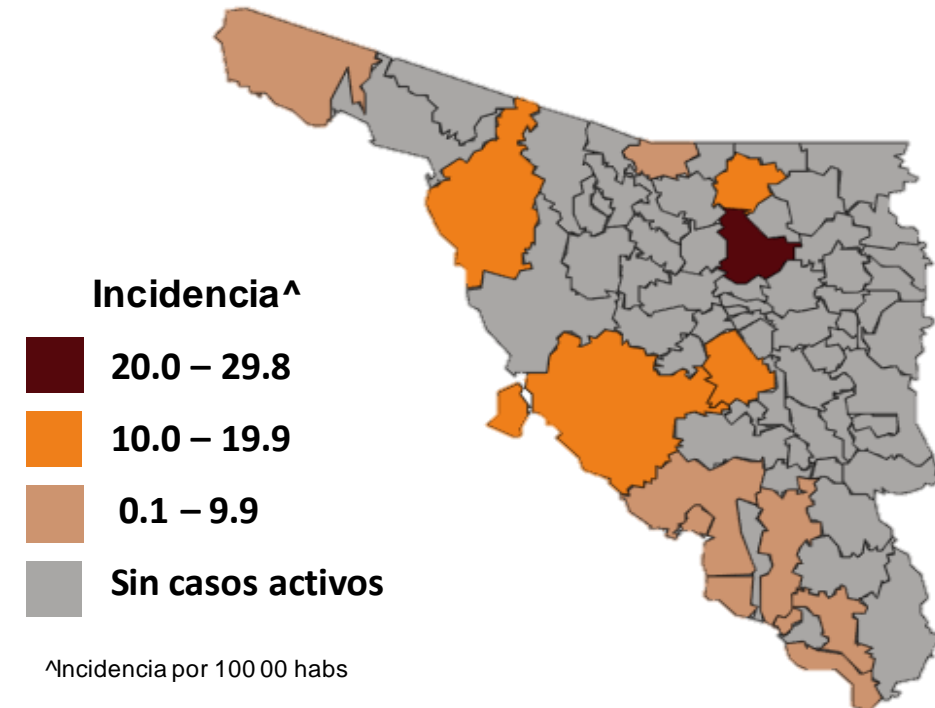 Incidencia^
20.0 – 29.8
10.0 – 19.9
0.1 – 9.9
Sin casos activos
^Incidencia por 100 00 habs